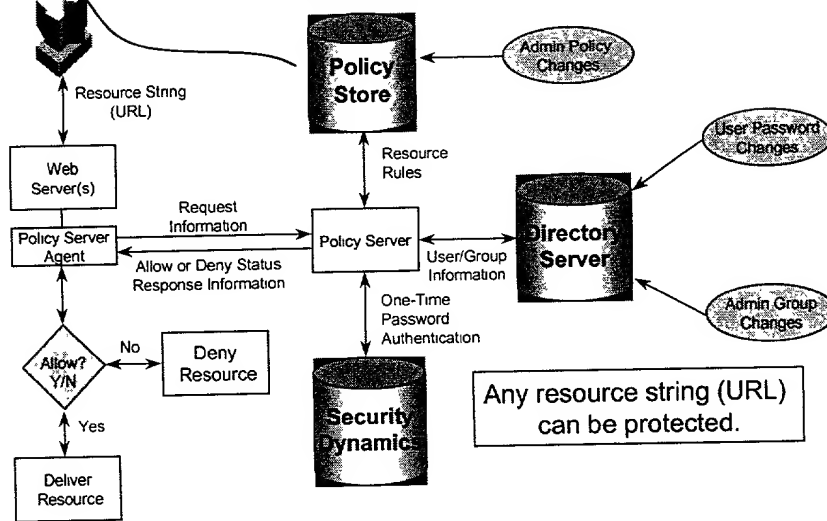 Policy
Store
Admin Policy
Changes
Resource String
(URL)
Web
Server(s)
Resource
Rules
User Password
Changes
Request
Information
Policy Server
Agent
Policy Server
Directory
Server
Allow or Deny Status
Response Information
User/Group
Information
One-Time
Password
Authentication
Admin Group
Changes
Allow?
Y/N
No
Deny
Resource
Yes
Security
Dynamics
Any resource string (URL)
can be protected.
Deliver
Resource